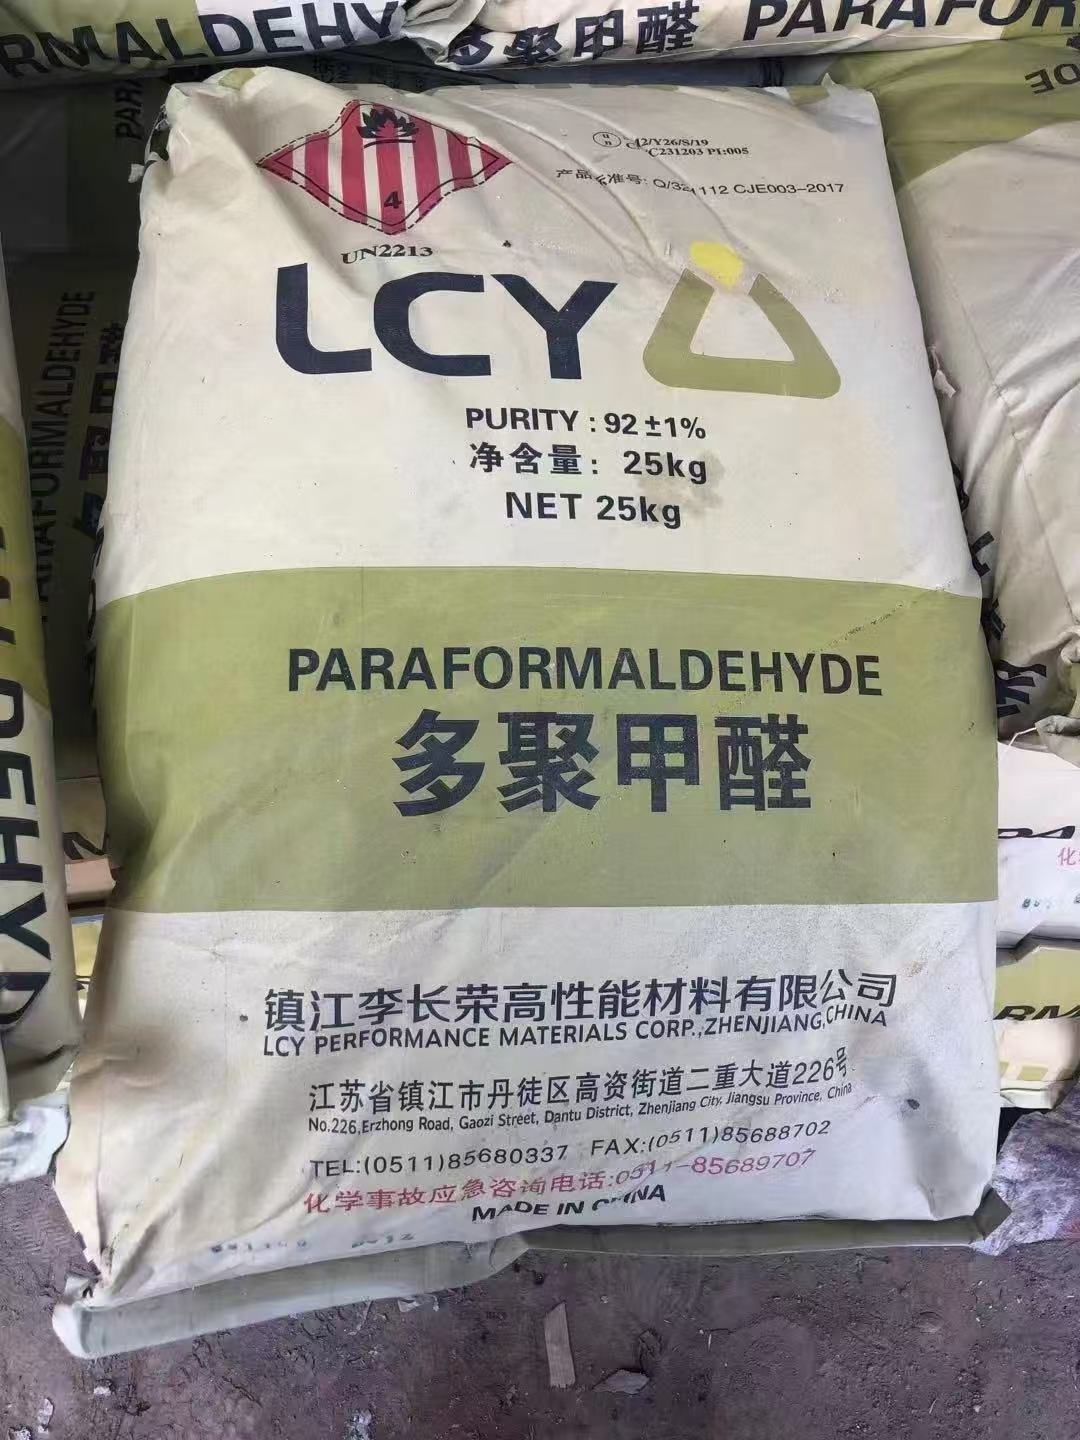 RMALDEHY
多聚甲醛 PARAFOR
DE
4
UN2213
产品标准号: Q/321112 CJE003-2017
LCY
PURITY : 92±1%
净含量: 25kg
NET 25kg
PARAFORMALDEHYDE
多聚甲醛
镇江李长荣高性能材料有限公司
LCY PERFORMANCE MATERIALS CORP.,ZHENJIANG,CHINA
江苏省镇江市丹徒区高资街道二重大道226号
No.226,Erzhong Road, Gaozi Street, Dantu District, Zhenjiang City, Jiangsu Province, China
TEL:(0511)85680337 FAX:(0511)85688702
化学事故应急咨询电话:0511-85689707
MADE IN CHINA
PARAFORMALDEHYDE
DEHYD